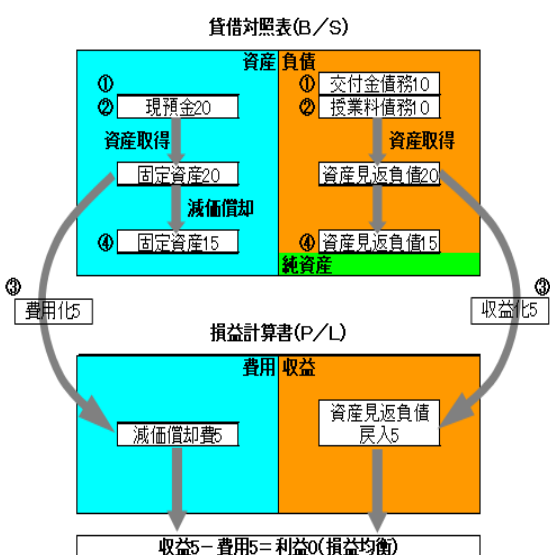 貸借対照表(B/S)
資産 負債
① ① 交付金債務10
② 現預金20 ② 授業料債務10
資産取得 資産取得
固定資産20 資産見返負債20
減価償却
④ 固定資産15 ④ 資産見返負債15
純資産
③ ③
費用化5 収益化5
損益計算書(P/L)
費用 収益
減価償却費5 資産見返負債
戻入5
収益5-費用5=利益0(損益均衡)